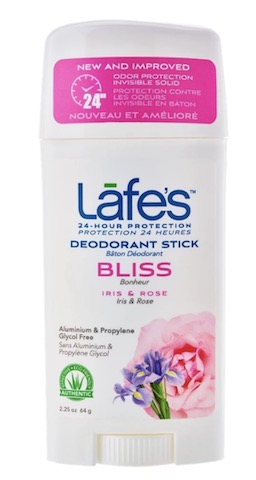 NEW AND IMPROVED
24HR
ODOR PROTECTION
INVISIBLE SOLID
PROTECTION CONTRE
LES ODEURS
INVISIBLE EN BÂTON
NOUVEAU ET AMÉLIORÉ
Lafe's™
24-HOUR PROTECTION
PROTECTION 24 HEURES
DEODORANT STICK
Bâton Déodorant
BLISS
Bonheur
IRIS & ROSE
Iris & Rose
Aluminium & Propylene
Glycol Free
Sans Aluminium &
Propylène Glycol
AUTHENTIC
2.25 oz 64 g